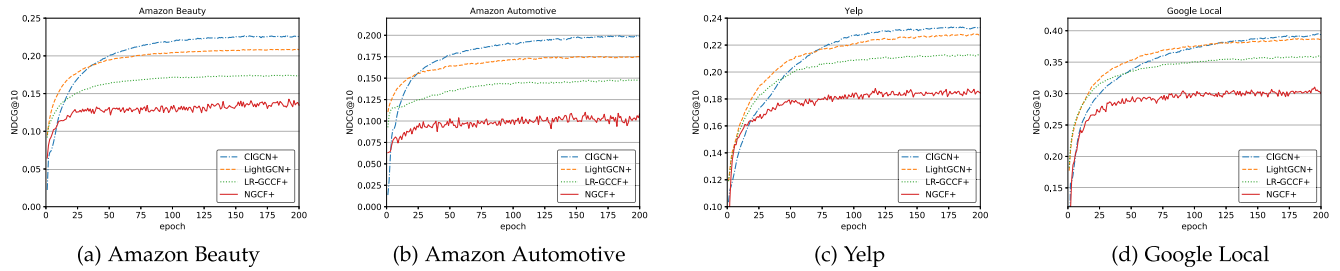 Amazon Beauty
0.25
0.20
0.15
0.10
0.05
0.00
NDCG@10
0 25 50 75 100 125 150 175 200
epoch
CIGCN+
LightGCN+
LR-GCCF+
NGCF+
(a) Amazon Beauty
Amazon Automotive
0.200
0.175
0.150
0.125
0.100
0.075
0.050
0.025
0.000
NDCG@10
0 25 50 75 100 125 150 175 200
epoch
CIGCN+
LightGCN+
LR-GCCF+
NGCF+
(b) Amazon Automotive
Yelp
0.24
0.22
0.20
0.18
0.16
0.14
0.12
0.10
NDCG@10
0 25 50 75 100 125 150 175 200
epoch
CIGCN+
LightGCN+
LR-GCCF+
NGCF+
(c) Yelp
Google Local
0.40
0.35
0.30
0.25
0.20
0.15
NDCG@10
0 25 50 75 100 125 150 175 200
epoch
CIGCN+
LightGCN+
LR-GCCF+
NGCF+
(d) Google Local